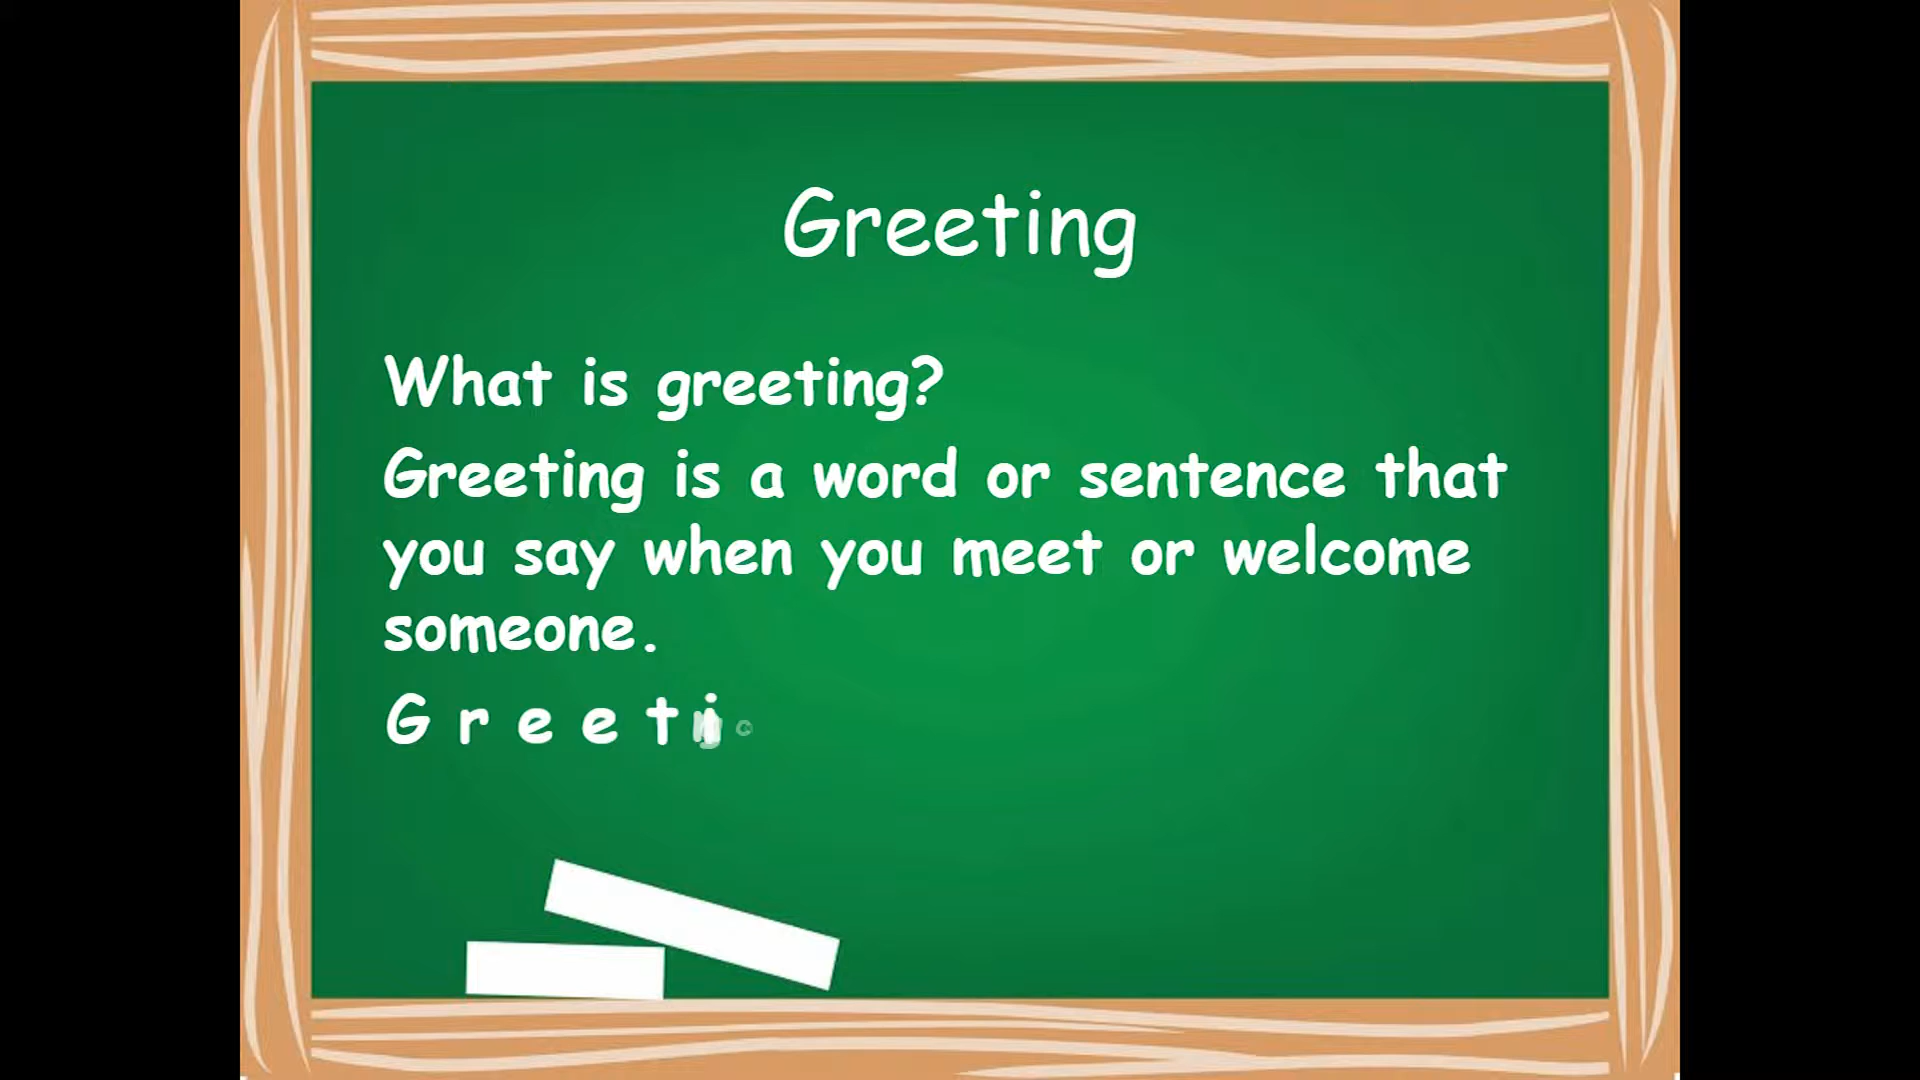 Greeting
What is greeting?
Greeting is a word or sentence that
you say when you meet or welcome
someone.
G r e e t i